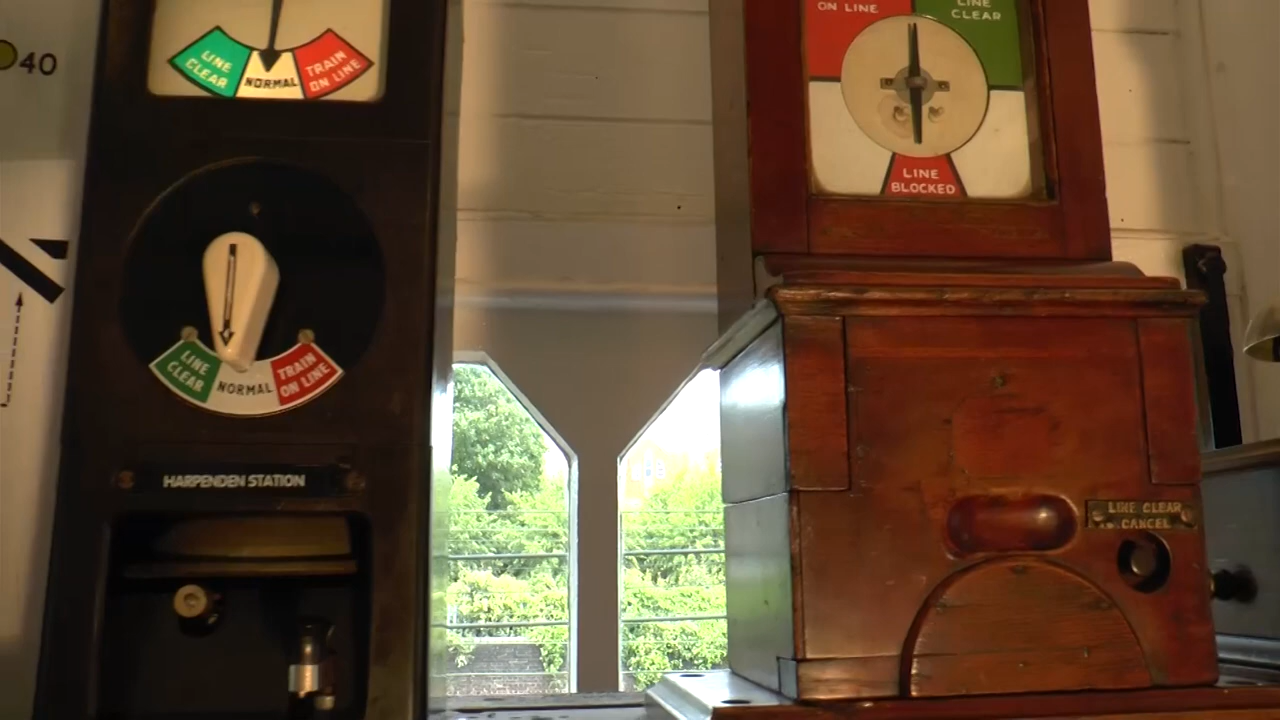 40
LINE
CLEAR
NORMAL
TRAIN
ON LINE
LINE
CLEAR
NORMAL
TRAIN
ON LINE
HARPENDEN STATION
ON LINE
LINE
CLEAR
LINE
BLOCKED
LINE CLEAR
CANCEL